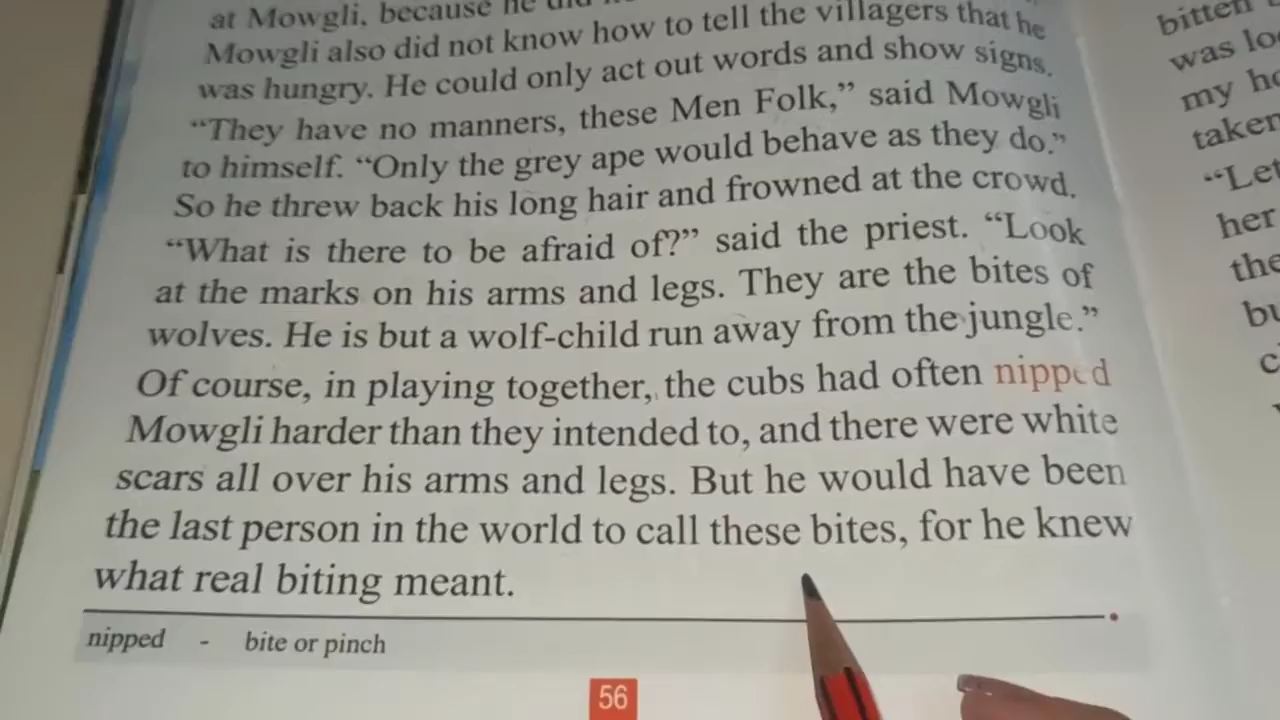 at Mowgli, because he did
Mowgli also did not know how to tell the villagers that he
was hungry. He could only act out words and show signs.
“They have no manners, these Men Folk,” said Mowgli
to himself. “Only the grey ape would behave as they do.”
So he threw back his long hair and frowned at the crowd.
“What is there to be afraid of?” said the priest. “Look
at the marks on his arms and legs. They are the bites of
wolves. He is but a wolf-child run away from the jungle.”
Of course, in playing together, the cubs had often nipped
Mowgli harder than they intended to, and there were white
scars all over his arms and legs. But he would have been
the last person in the world to call these bites, for he knew
what real biting meant.
nipped - bite or pinch
56
bitten
was
my
taken
“Let
her
the